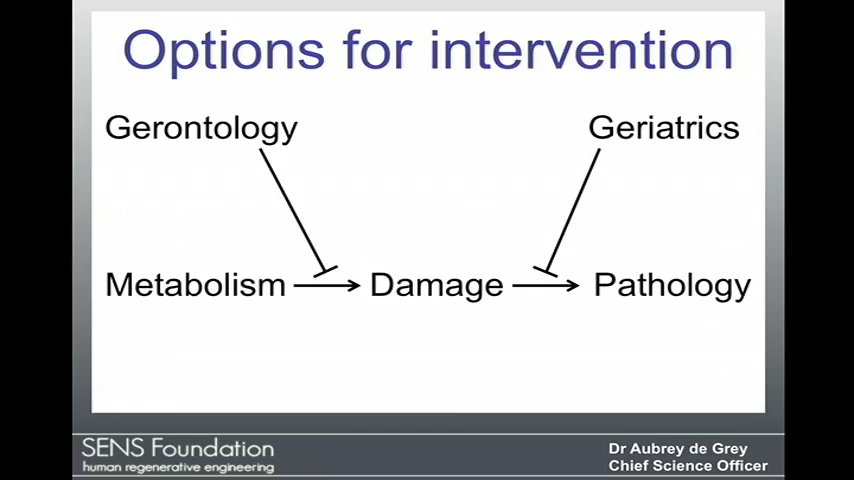 Options for intervention
Gerontology
Geriatrics
Metabolism
Damage
Pathology
SENS Foundation
human regenerative engineering
Dr Aubrey de Grey
Chief Science Officer